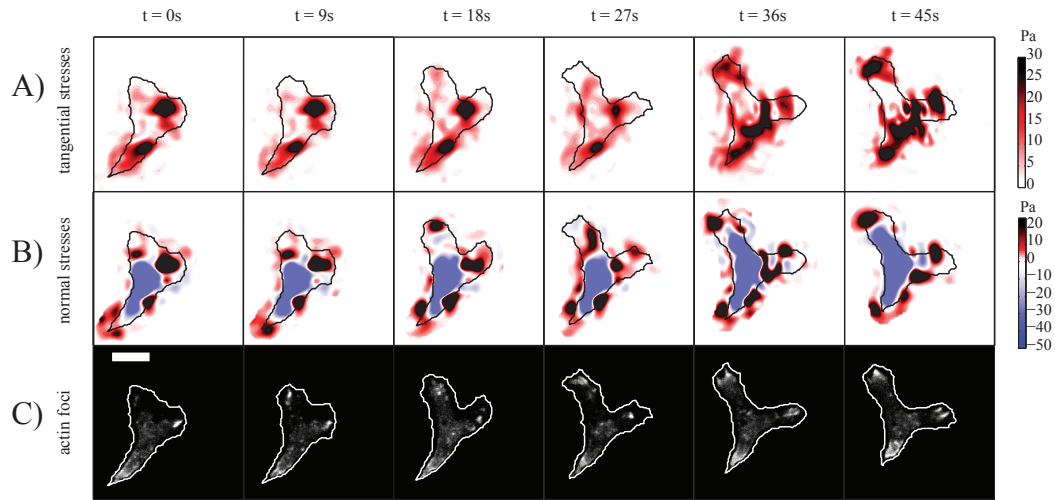 t = 0s t = 9s t = 18s t = 27s t = 36s t = 45s
A)
tangential stresses
Pa
30
25
20
15
10
5
0
B)
normal stresses
Pa
20
10
0
−10
−20
−30
−40
−50
C)
actin foci